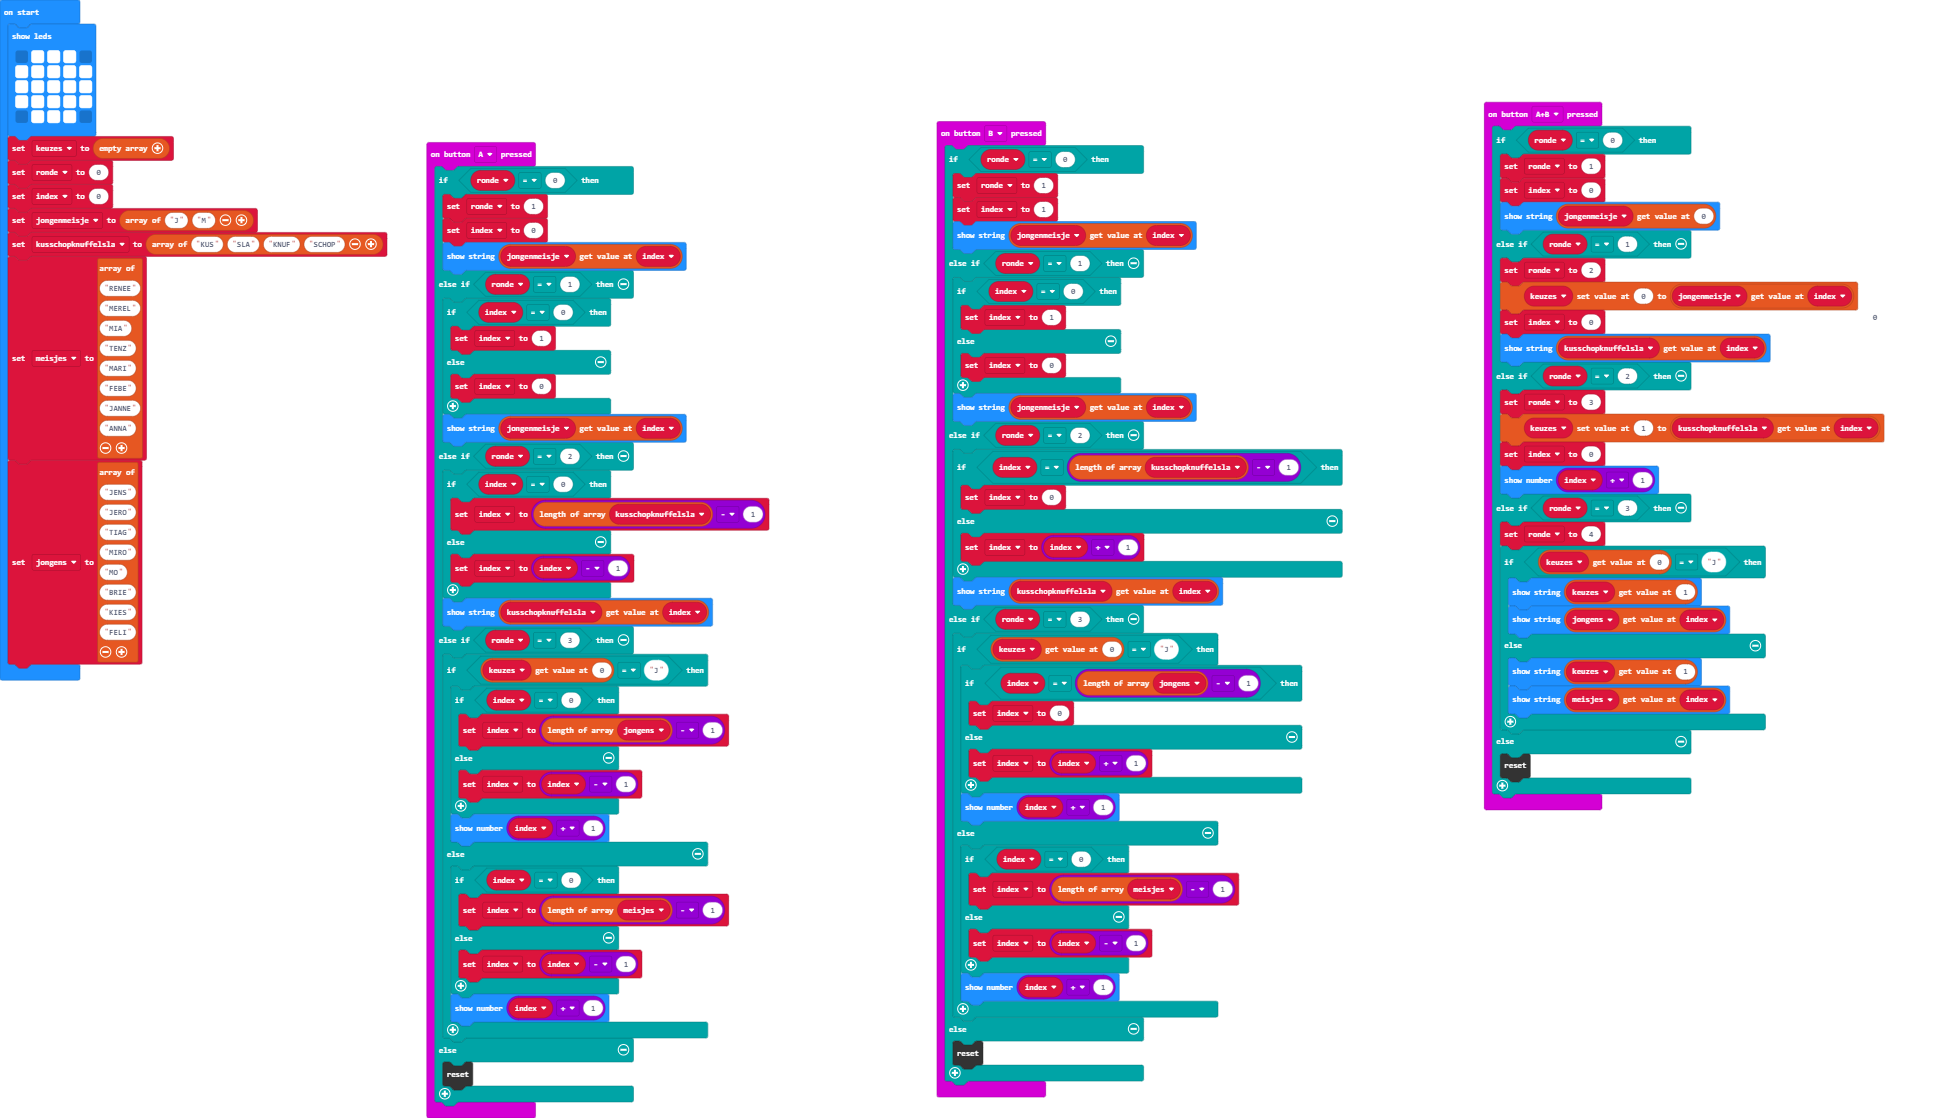 on start
show leds
set keuzes to empty array
set ronde to 0
set index to 0
set jongenmeisje to array of "J" "M"
set kusschopknuffelsla to array of "KUS" "SLA" "KNUF" "SCHOP"
set meisjes to array of
"RENEE"
"MEREL"
"MIA"
"TENZ"
"MARI"
"FEBE"
"JANNE"
"ANNA"
set jongens to array of
"JENS"
"JERO"
"TIAG"
"MIRO"
"MO"
"BRIE"
"KIES"
"FELI"
on button A pressed
if ronde = 0 then
set ronde to 1
set index to 0
show string jongenmeisje get value at index
else if ronde = 1 then
if index = 0 then
set index to 1
else
set index to 0
show string jongenmeisje get value at index
else if ronde = 2 then
if index = 0 then
set index to length of array kusschopknuffelsla - 1
else
set index to index - 1
show string kusschopknuffelsla get value at index
else if ronde = 3 then
if keuzes get value at 0 = "J" then
if index = 0 then
set index to length of array jongens - 1
else
set index to index - 1
show number index + 1
else
if index = 0 then
set index to length of array meisjes - 1
else
set index to index - 1
show number index + 1
else
reset
on button B pressed
if ronde = 0 then
set ronde to 1
set index to 1
show string jongenmeisje get value at index
else if ronde = 1 then
if index = 0 then
set index to 1
else
set index to 0
show string jongenmeisje get value at index
else if ronde = 2 then
if index = length of array kusschopknuffelsla - 1 then
set index to 0
else
set index to index + 1
show string kusschopknuffelsla get value at index
else if ronde = 3 then
if keuzes get value at 0 = "J" then
if index = length of array jongens - 1 then
set index to 0
else
set index to index + 1
show number index + 1
else
if index = 0 then
set index to length of array meisjes - 1
else
set index to index - 1
show number index + 1
else
reset
on button A+B pressed
if ronde = 0 then
set ronde to 1
set index to 0
show string jongenmeisje get value at 0
else if ronde = 1 then
set ronde to 2
keuzes set value at 0 to jongenmeisje get value at index
0
set index to 0
show string kusschopknuffelsla get value at index
else if ronde = 2 then
set ronde to 3
keuzes set value at 1 to kusschopknuffelsla get value at index
set index to 0
show number index + 1
else if ronde = 3 then
set ronde to 4
if keuzes get value at 0 = "J" then
show string keuzes get value at 1
show string jongens get value at index
else
show string keuzes get value at 1
show string meisjes get value at index
else
reset